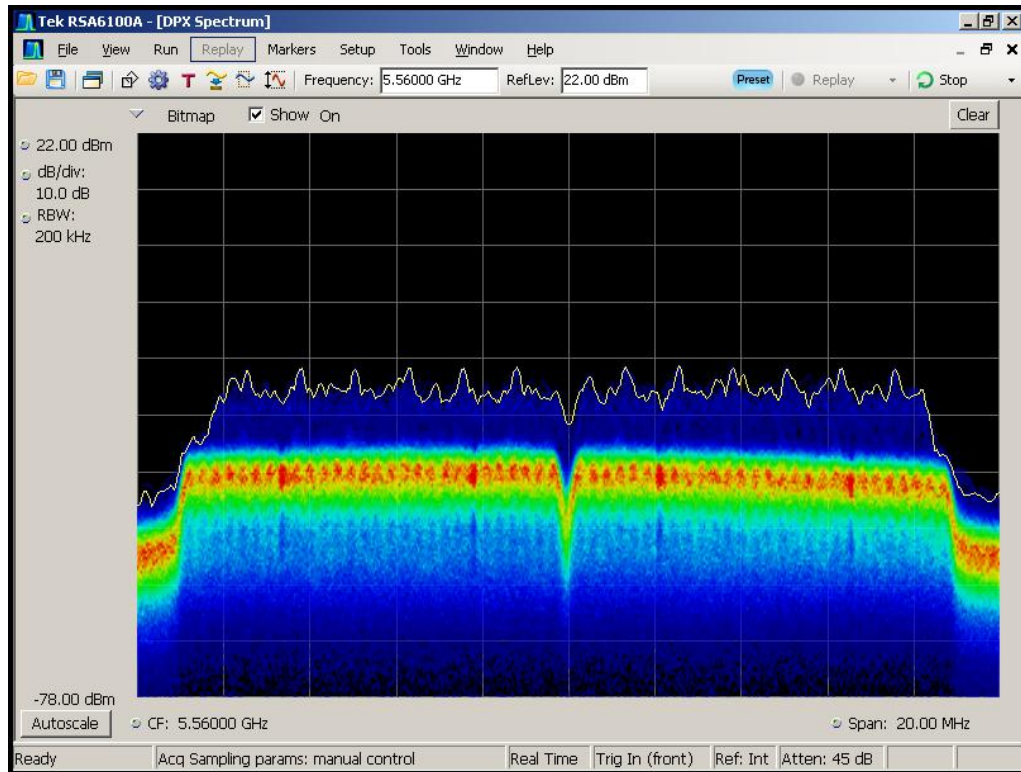 Tek RSA6100A - [DPX Spectrum]
File View Run Replay Markers Setup Tools Window Help
T Frequency: 5.56000 GHz RefLev: 22.00 dBm Preset Replay Stop
Bitmap Show On Clear
22.00 dBm
dB/div:
10.0 dB
RBW:
200 kHz
-78.00 dBm
Autoscale CF: 5.56000 GHz Span: 20.00 MHz
Ready Acq Sampling params: manual control Real Time Trig In (front) Ref: Int Atten: 45 dB